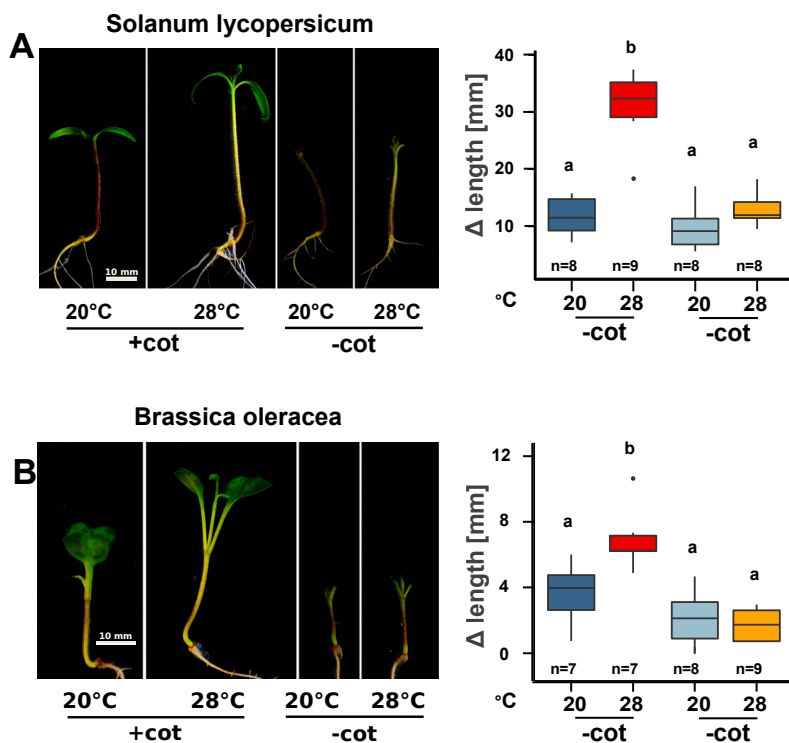 Solanum lycopersicum
A
10 mm
20°C 28°C 20°C 28°C
+cot -cot
Δ length [mm]
40
30
20
10
a b a a
n=8 n=9 n=8 n=8
°C 20 28 20 28
-cot -cot
Brassica oleracea
B
10 mm
20°C 28°C 20°C 28°C
+cot -cot
Δ length [mm]
12
8
4
0
a b a a
n=7 n=7 n=8 n=9
°C 20 28 20 28
-cot -cot